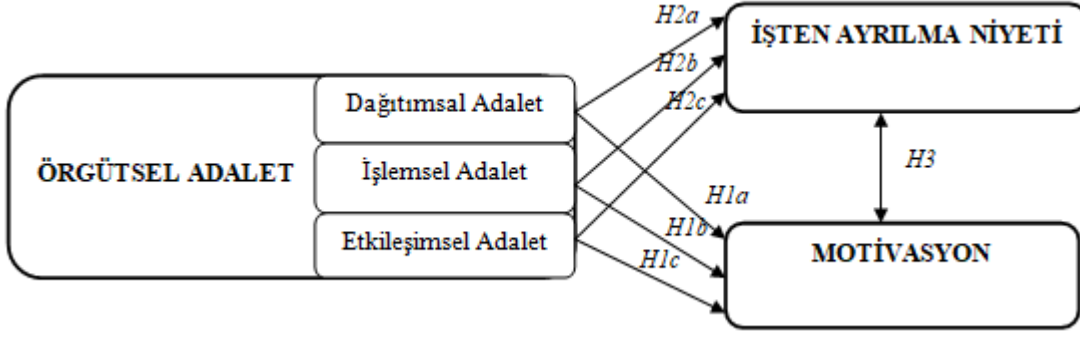 ÖRGÜTSEL ADALET
Dağıtımsal Adalet
İşlemsel Adalet
Etkileşimsel Adalet
H2a
H2b
H2c
H1a
H1b
H1c
İŞTEN AYRILMA NİYETİ
H3
MOTİVASYON